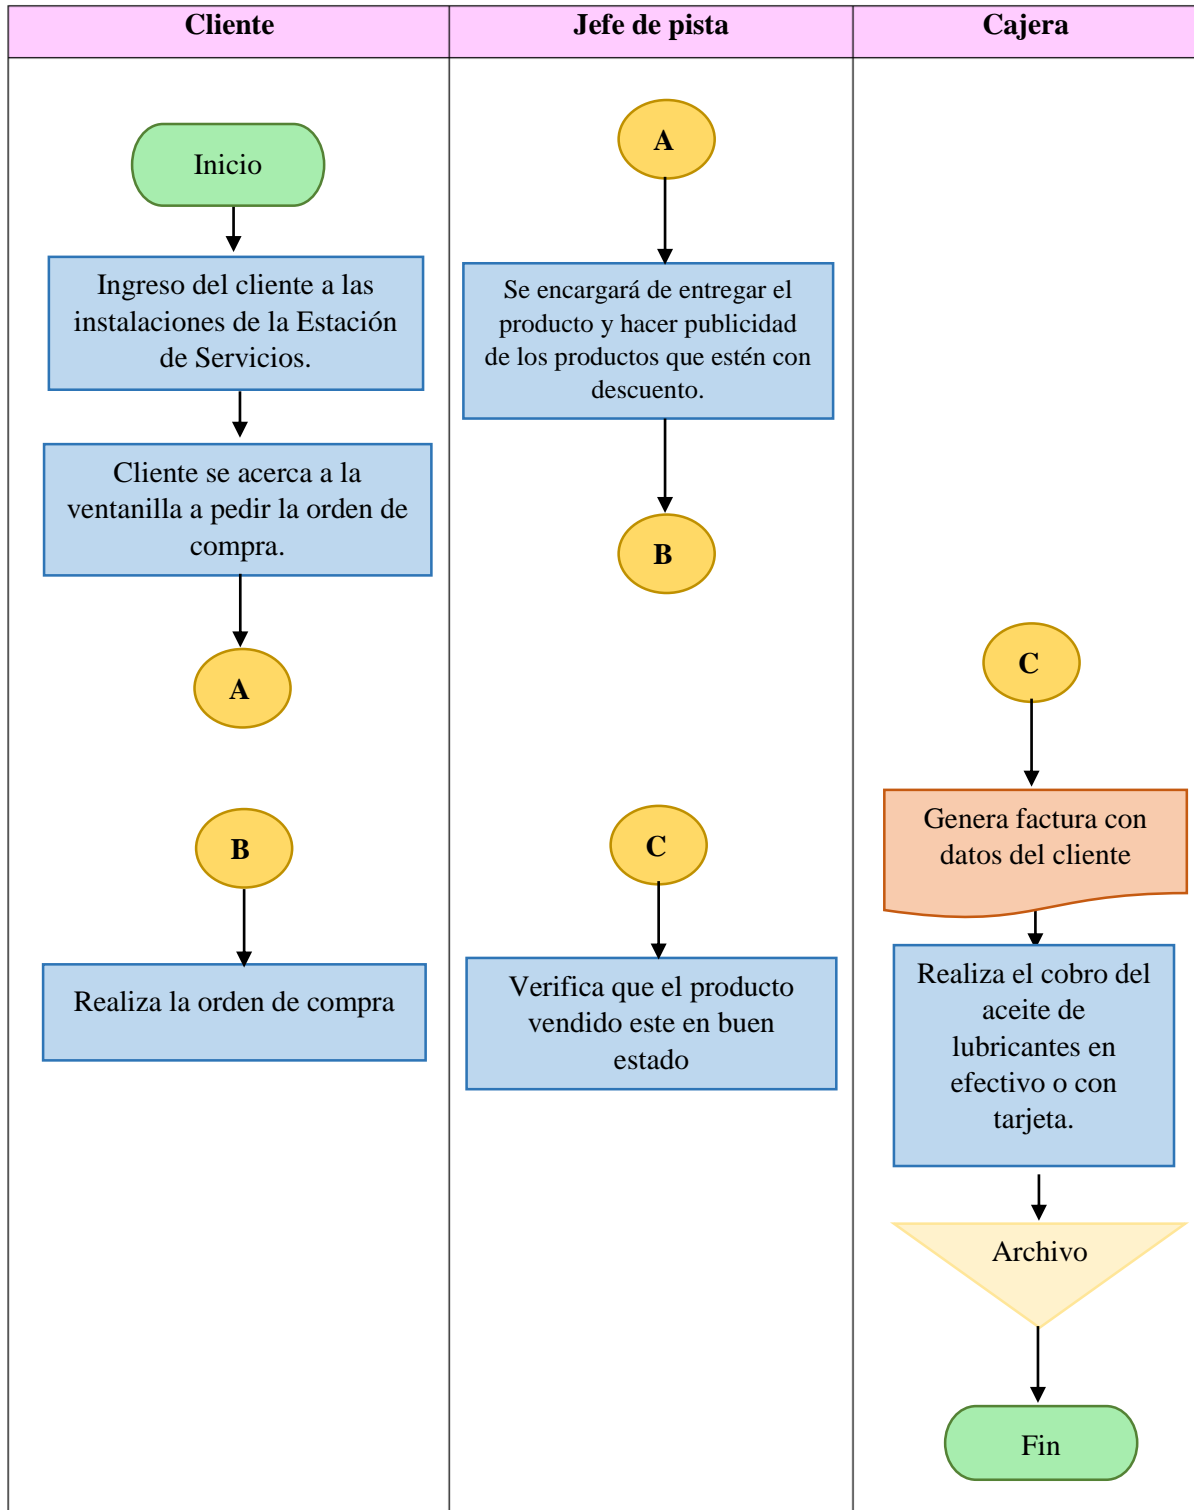 Cliente
Jefe de pista
Cajera
Inicio
Ingreso del cliente a las
instalaciones de la Estación
de Servicios.
Cliente se acerca a la
ventanilla a pedir la orden de
compra.
A
B
Realiza la orden de compra
A
Se encargará de entregar el
producto y hacer publicidad
de los productos que estén con
descuento.
B
C
Verifica que el producto
vendido este en buen
estado
C
Genera factura con
datos del cliente
Realiza el cobro del
aceite de
lubricantes en
efectivo o con
tarjeta.
Archivo
Fin